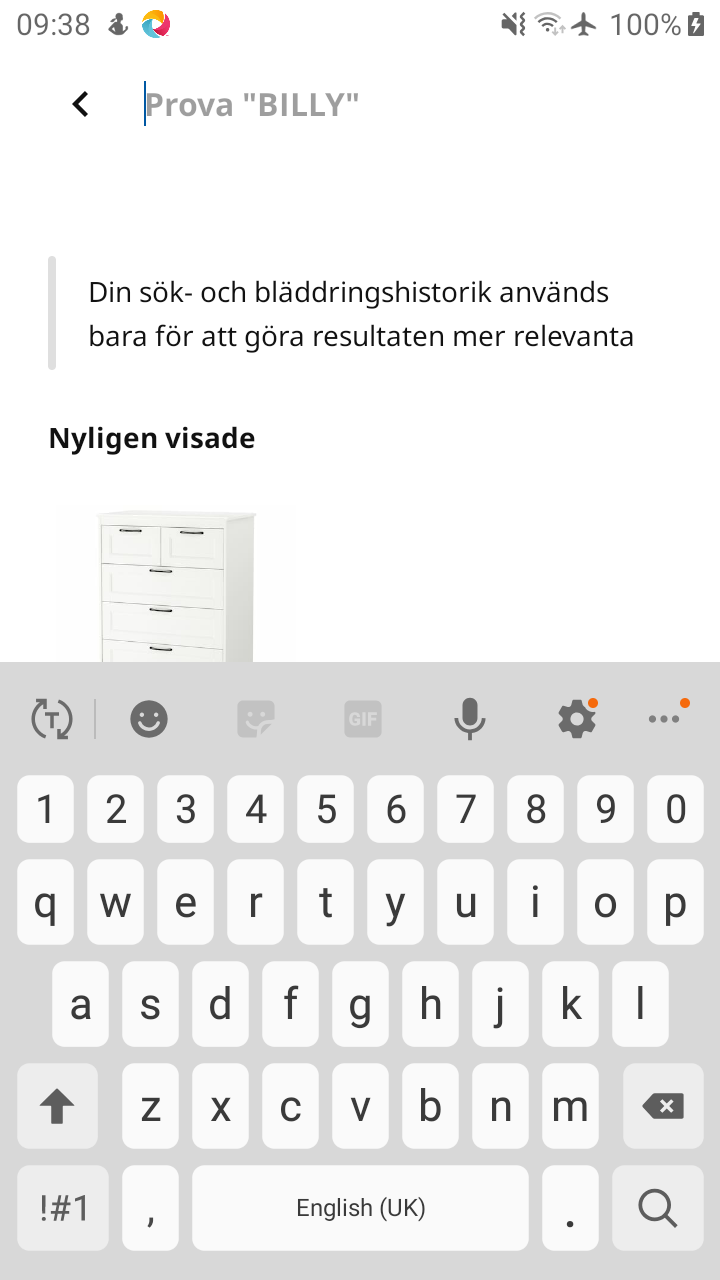 09:38
100%
Prova "BILLY"
Din sök- och bläddringshistorik används
bara för att göra resultaten mer relevanta
Nyligen visade
T
GIF
1 2 3 4 5 6 7 8 9 0
q w e r t y u i o p
a s d f g h j k l
z x c v b n m
!#1 , English (UK) .